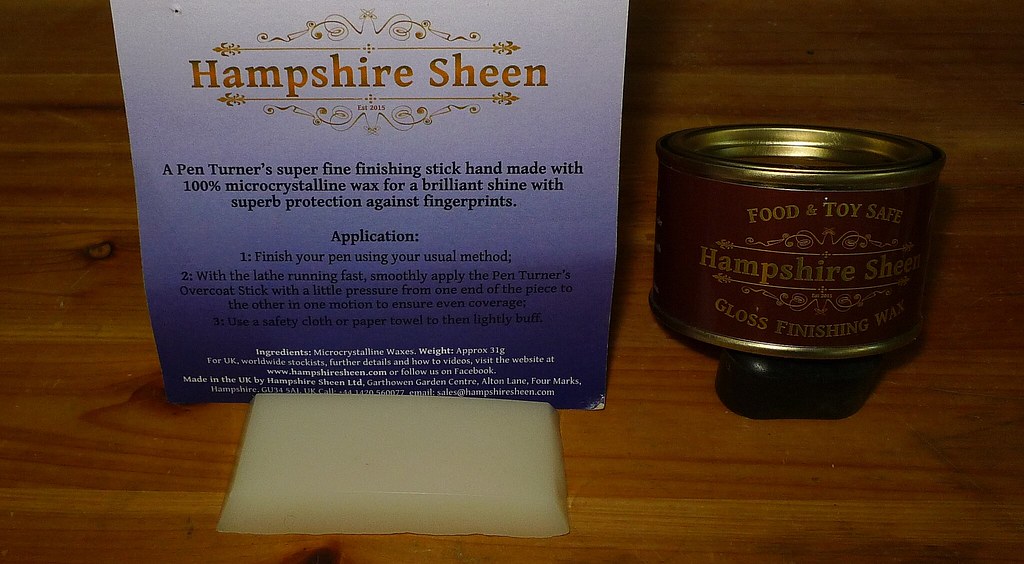 Hampshire Sheen
Est 2015
A Pen Turner's super fine finishing stick hand made with
100% microcrystalline wax for a brilliant shine with
superb protection against fingerprints.
Application:
1: Finish your pen using your usual method;
2: With the lathe running fast, smoothly apply the Pen Turner's
Overcoat Stick with a little pressure from one end of the piece to
the other in one motion to ensure even coverage;
3: Use a safety cloth or paper towel to then lightly buff.
Ingredients: Microcrystalline Waxes. Weight: Approx 31g
For UK, worldwide stockists, further details and how to videos, visit the website at
www.hampshiresheen.com or follow us on Facebook.
Made in the UK by Hampshire Sheen Ltd, Garthowen Garden Centre, Alton Lane, Four Marks,
Hampshire, GU34 5AJ, UK Call: +44 1420 560077 email: sales@hampshiresheen.com
FOOD & TOY SAFE
Hampshire Sheen
Est 2015
GLOSS FINISHING WAX